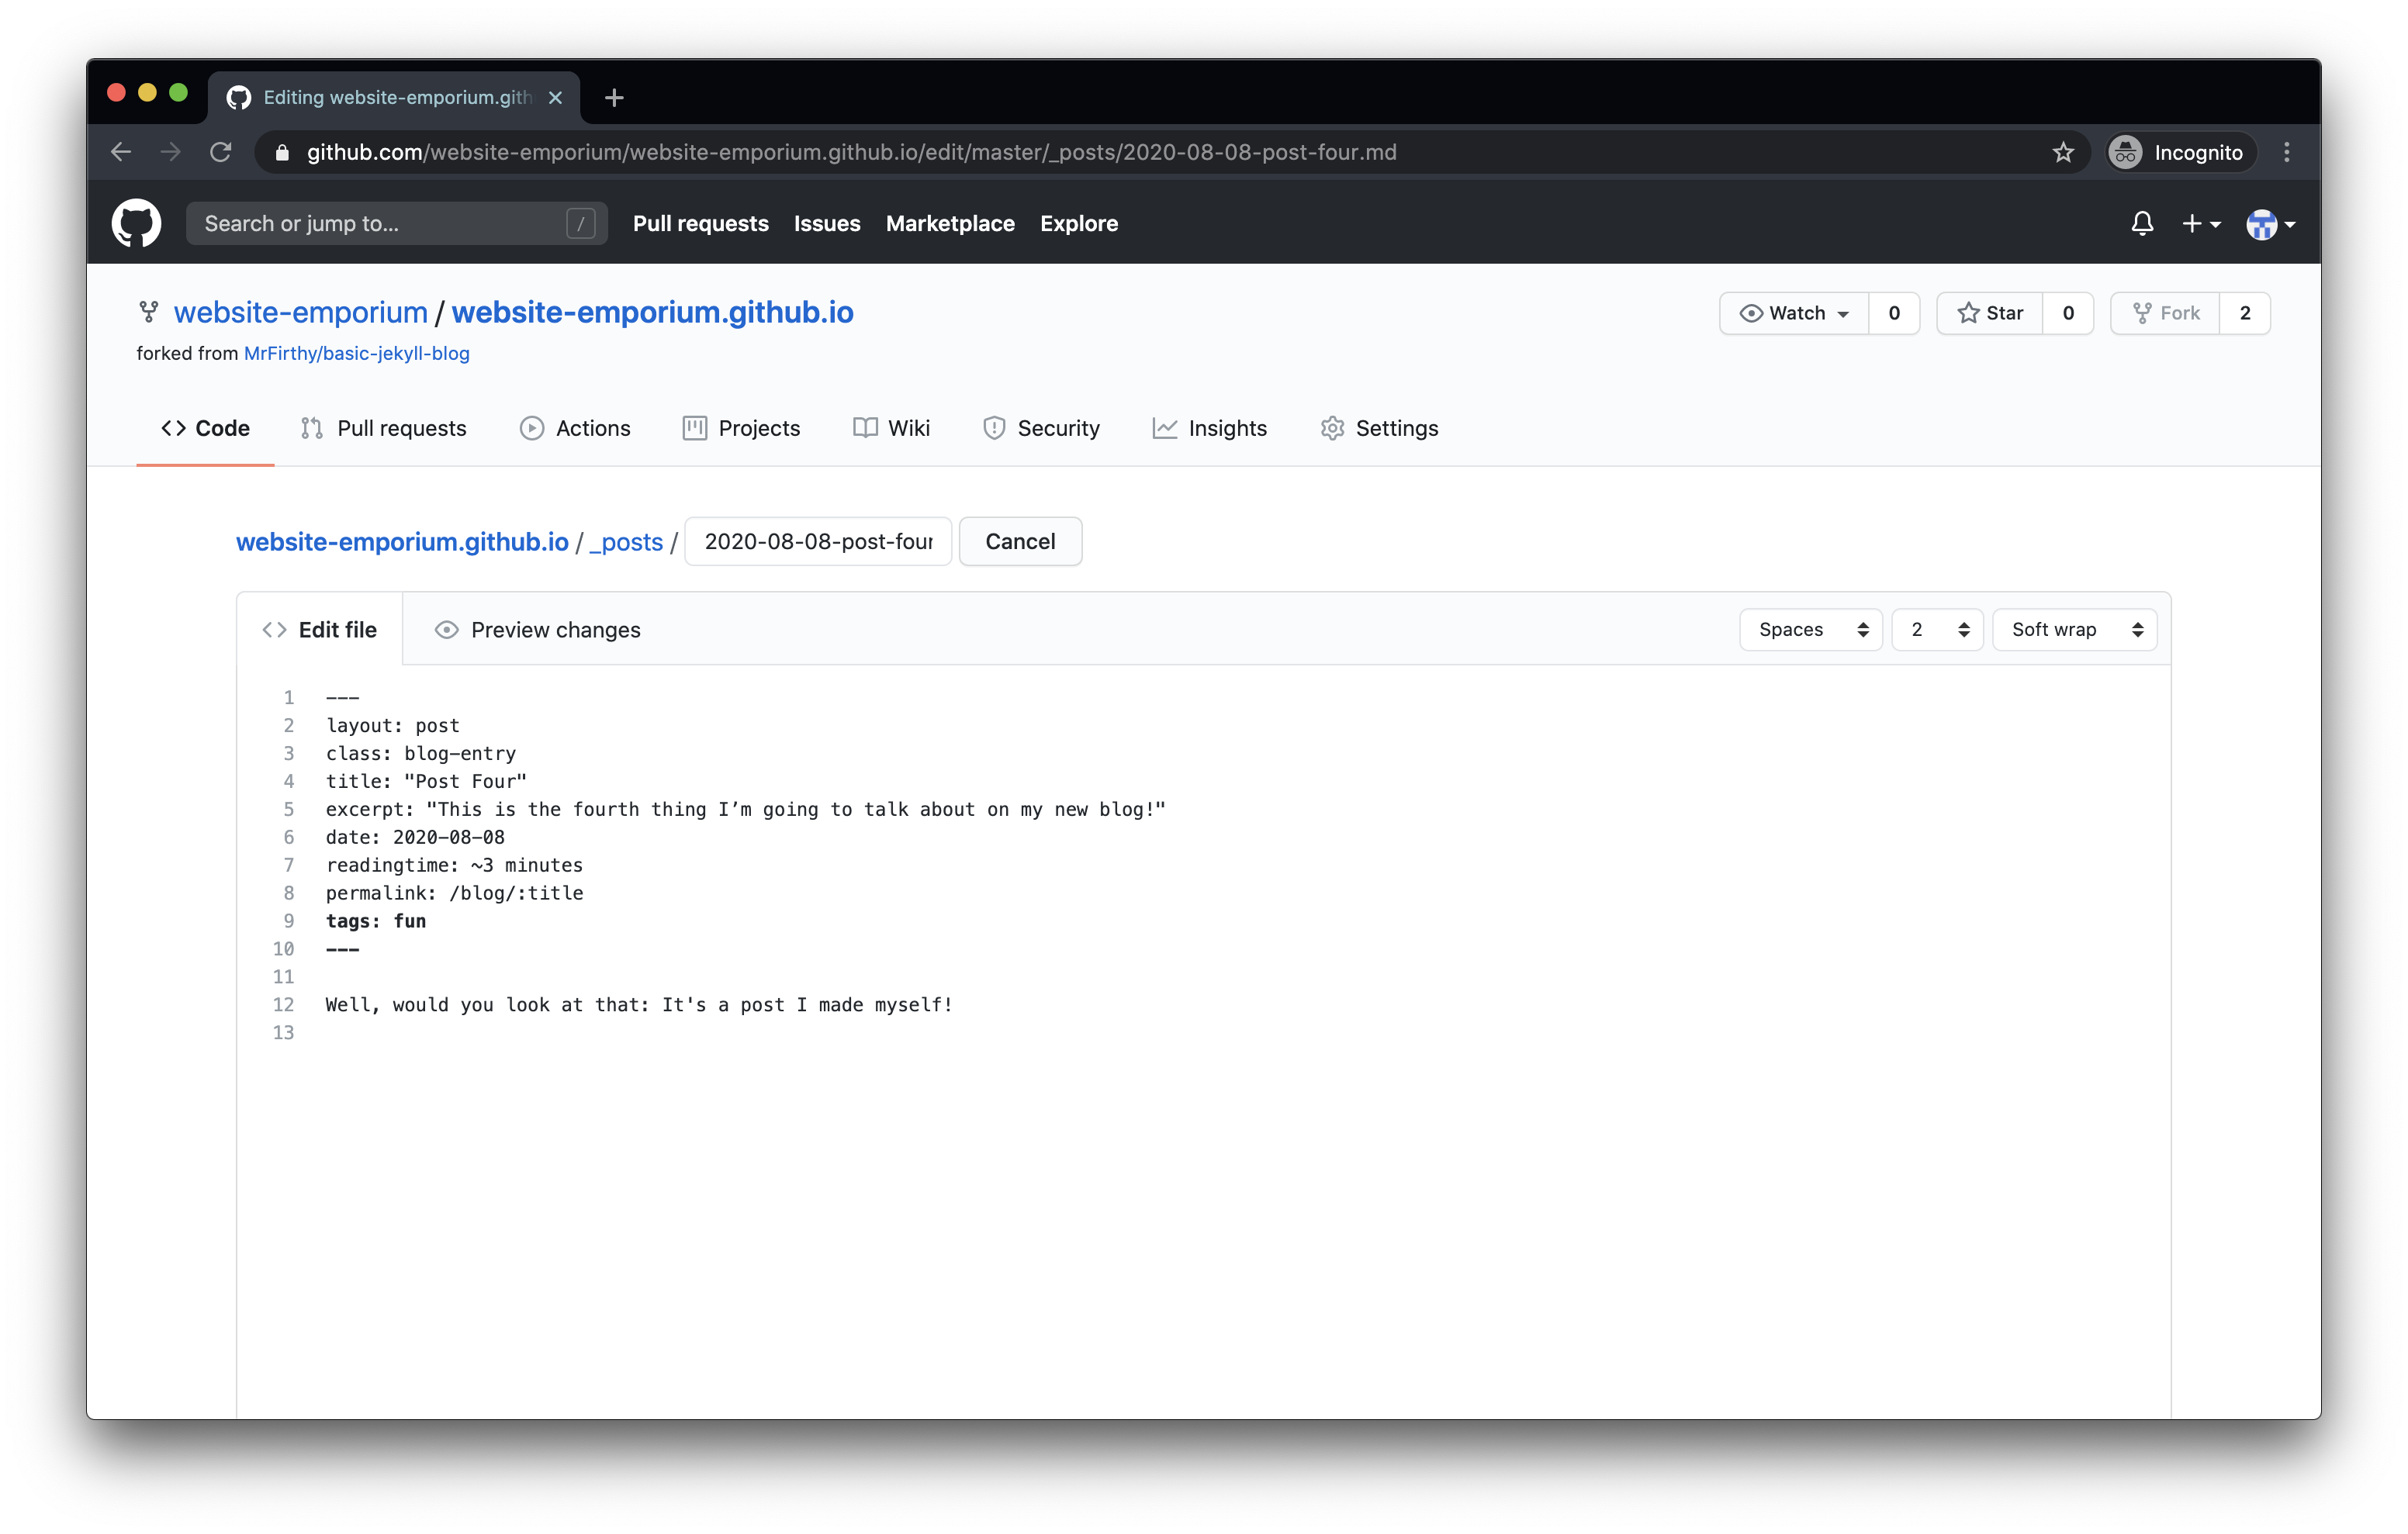 Editing website-emporium.gith
github.com/website-emporium/website-emporium.github.io/edit/master/_posts/2020-08-08-post-four.md
Incognito
Search or jump to...
/
Pull requests
Issues
Marketplace
Explore
website-emporium / website-emporium.github.io
Watch
0
Star
0
Fork
2
forked from MrFirthy/basic-jekyll-blog
Code
Pull requests
Actions
Projects
Wiki
Security
Insights
Settings
website-emporium.github.io / _posts / 2020-08-08-post-four
Cancel
Edit file
Preview changes
Spaces
2
Soft wrap
1 ---
2 layout: post
3 class: blog-entry
4 title: "Post Four"
5 excerpt: "This is the fourth thing I’m going to talk about on my new blog!"
6 date: 2020-08-08
7 readingtime: ~3 minutes
8 permalink: /blog/:title
9 tags: fun
10 ---
11
12 Well, would you look at that: It's a post I made myself!
13